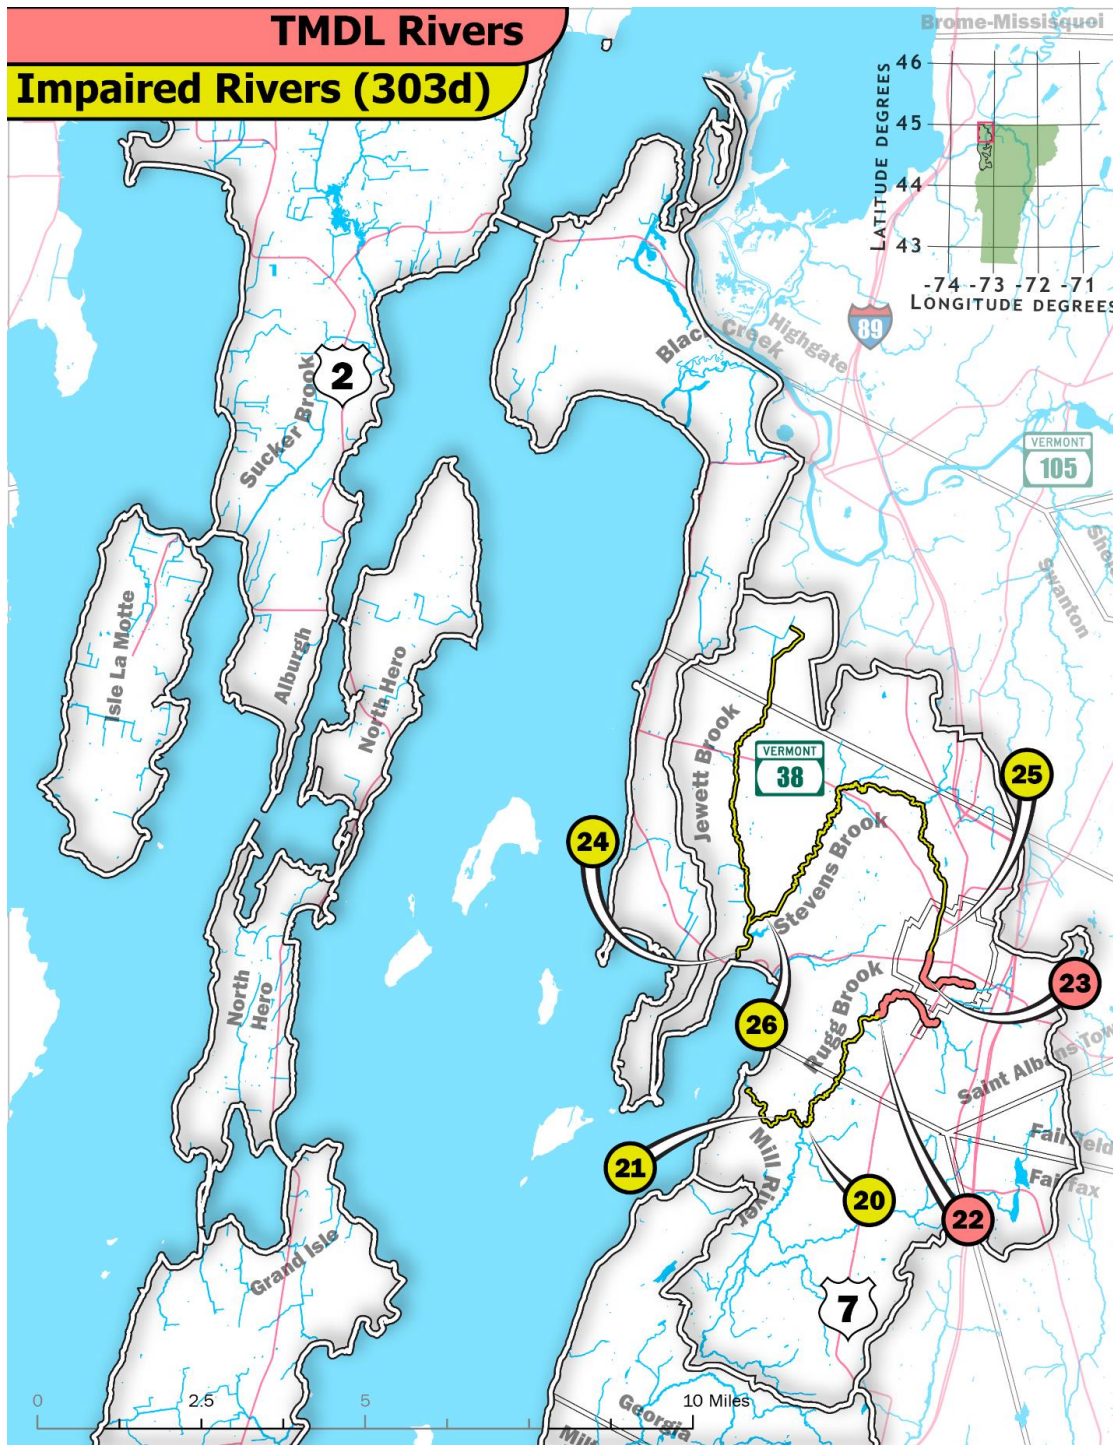 TMDL Rivers
Impaired Rivers (303d)
Brome-Missisquoi
46
45
44
43
LATITUDE DEGREES
-74 -73 -72 -71
LONGITUDE DEGREES
89
Highgate
Black Creek
2
Sucker Brook
VERMONT
105
Swanton
Isle La Motte
Alburgh
North Hero
Jewett Brook
VERMONT
38
25
24
Stevens Brook
North
Hero
23
26
Rugg Brook
Saint Albans Tow
Fairfield
Fairfax
Mill River
21
20
22
Grand Isle
7
0 2.5 5 10 Miles
Georgia